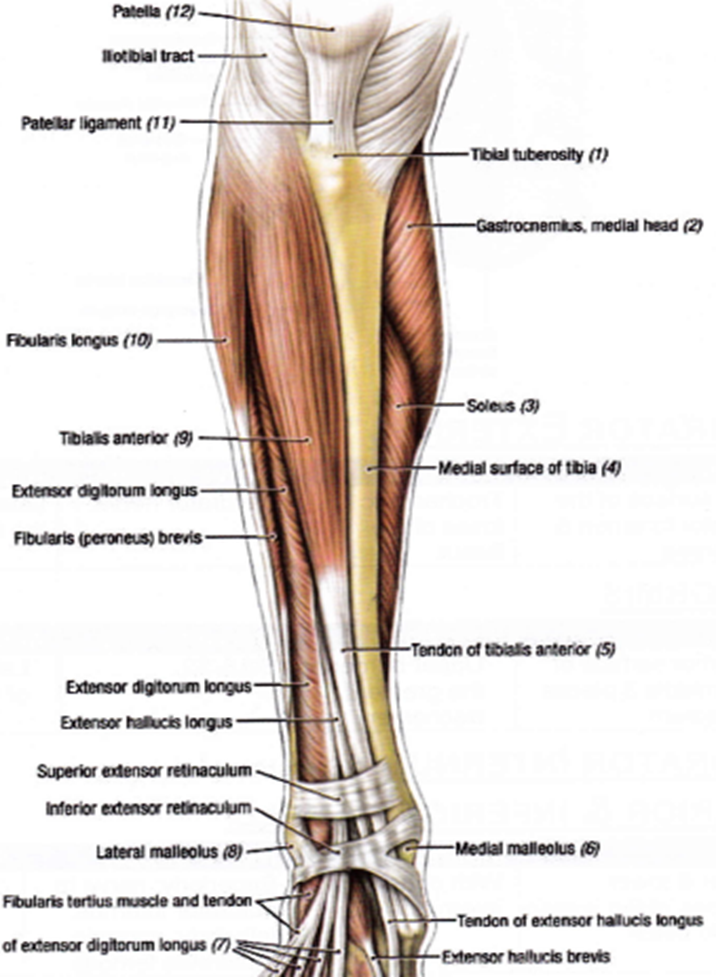 Patella (12)
Iliotibial tract
Patellar ligament (11)
Tibial tuberosity (1)
Gastrocnemius, medial head (2)
Fibularis longus (10)
Soleus (3)
Tibialis anterior (9)
Medial surface of tibia (4)
Extensor digitorum longus
Fibularis (peroneus) brevis
Tendon of tibialis anterior (5)
Extensor digitorum longus
Extensor hallucis longus
Superior extensor retinaculum
Inferior extensor retinaculum
Lateral malleolus (8)
Medial malleolus (6)
Fibularis tertius muscle and tendon
Tendon of extensor hallucis longus
of extensor digitorum longus (7)
Extensor hallucis brevis